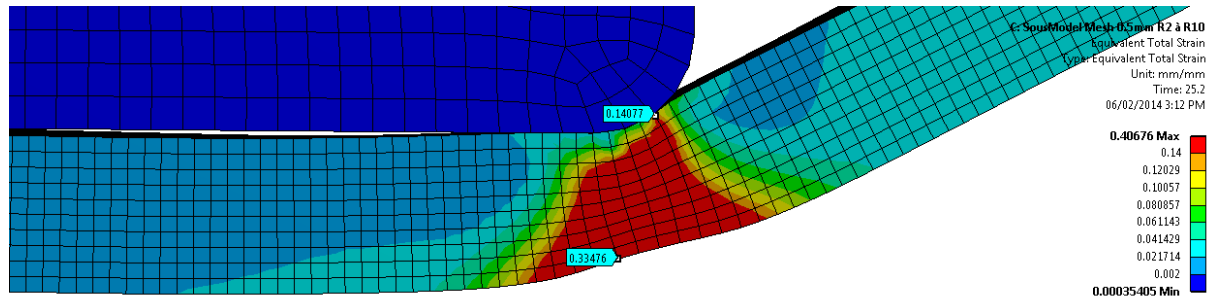 C: SousModel Mesh 0.5mm R2 à R10
Equivalent Total Strain
Type: Equivalent Total Strain
Unit: mm/mm
Time: 25.2
06/02/2014 3:12 PM
0.14077
0.40676 Max
0.14
0.12029
0.10057
0.080857
0.061143
0.041429
0.021714
0.002
0.00035405 Min
0.33476